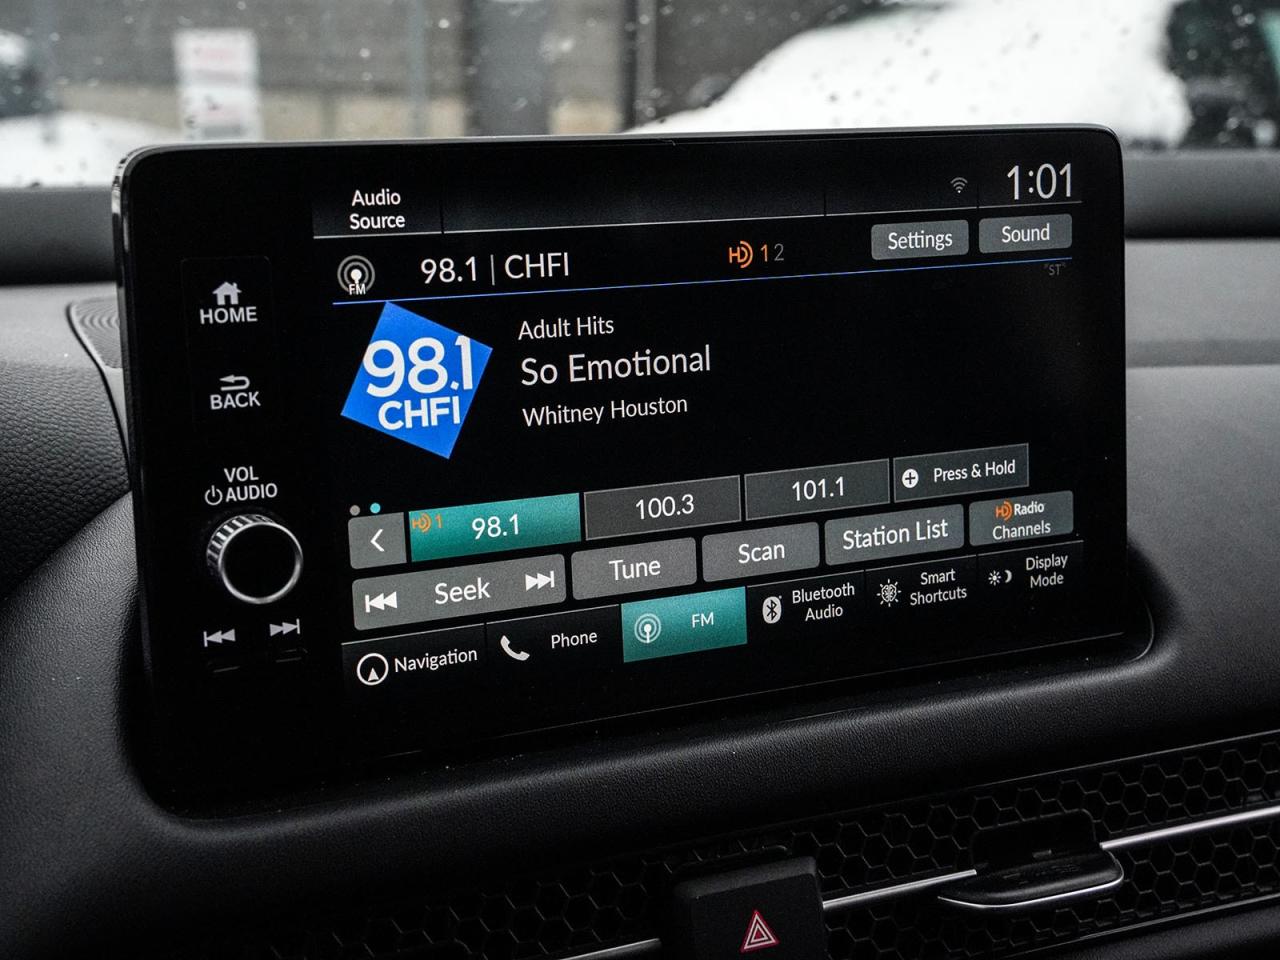 Audio
Source
1:01
FM
98.1 | CHFI
HD 1 2
Settings
Sound
"ST"
HOME
BACK
VOL
AUDIO
98.1
CHFI
Adult Hits
So Emotional
Whitney Houston
HD 1 98.1
100.3
101.1
Press & Hold
Seek
Tune
Scan
Station List
HD Radio
Channels
Navigation
Phone
FM
Bluetooth
Audio
Smart
Shortcuts
Display
Mode